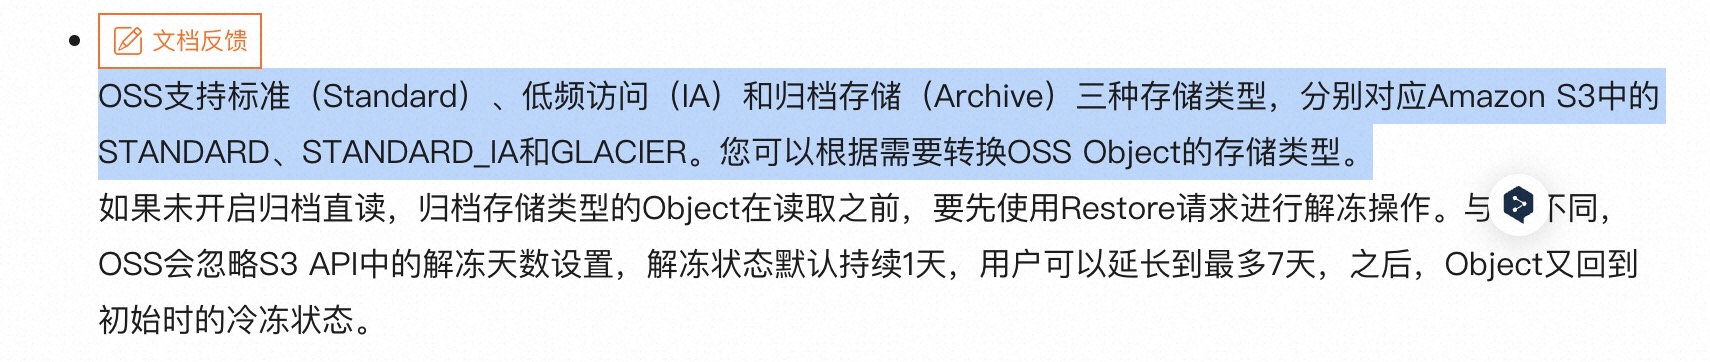 文档反馈
OSS支持标准（Standard）、低频访问（IA）和归档存储（Archive）三种存储类型，分别对应Amazon S3中的
STANDARD、STANDARD_IA和GLACIER。您可以根据需要转换OSS Object的存储类型。
如果未开启归档直读，归档存储类型的Object在读取之前，要先使用Restore请求进行解冻操作。与 不同，
OSS会忽略S3 API中的解冻天数设置，解冻状态默认持续1天，用户可以延长到最多7天，之后，Object又回到
初始时的冷冻状态。